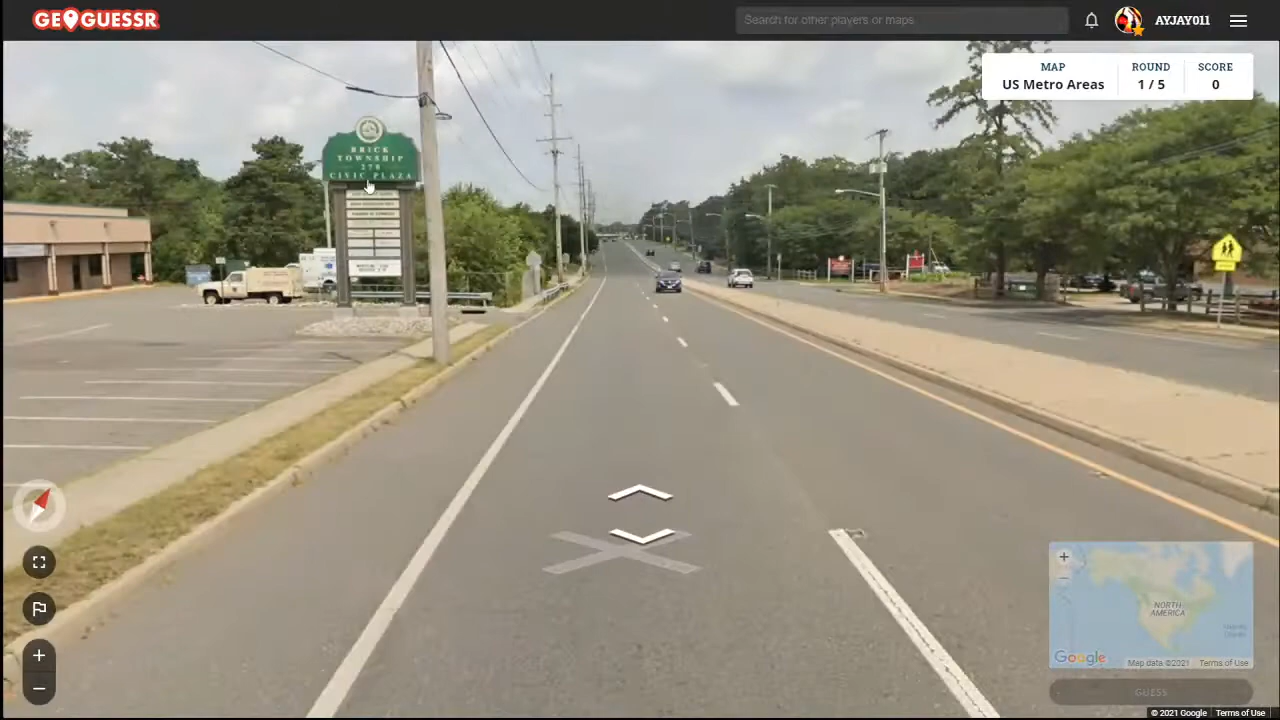 GEOGUESSR
Search for other players or maps.
AYJAY011
MAP
US Metro Areas
ROUND
1 / 5
SCORE
0
BRICK
TOWNSHIP
270
CIVIC PLAZA
+
−
+
−
NORTH
AMERICA
Google
Map data ©2021
Terms of Use
GUESS
© 2021 Google
Terms of Use